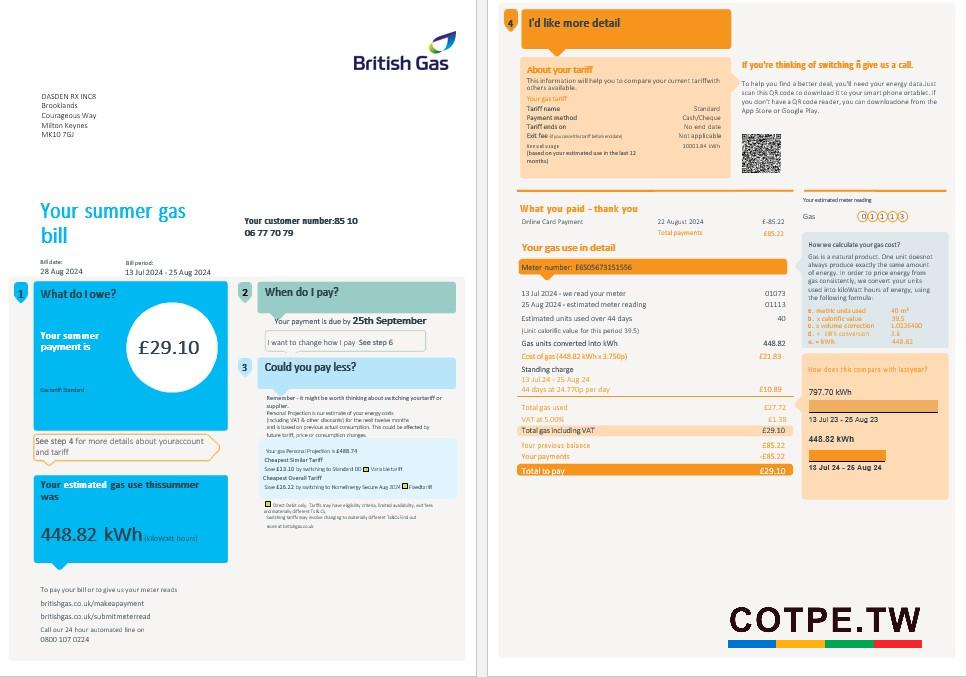 British Gas
DASDEN RX INC8
Brooklands
Courageous Way
Milton Keynes
MK10 7GJ
Your summer gas
bill
Your customer number:85 10
06 77 70 79
Bill date:
28 Aug 2024
Bill period:
13 Jul 2024 - 25 Aug 2024
1
What do I owe?
Your summer
payment is
£29.10
Gas tariff: Standard
See step 4 for more details about youraccount
and tariff
Your estimated gas use thissummer
was
448.82 kWh (kiloWatt hours)
To pay your bill or to give us your meter reads
britishgas.co.uk/makeapayment
britishgas.co.uk/submitmeterread
Call our 24 hour automated line on
0800 107 0224
2
When do I pay?
Your payment is due by 25th September
I want to change how I pay See step 6
3
Could you pay less?
Remember - it might be worth thinking about switching yourtariff or
supplier.
Personal Projection is our estimate of your energy costs
(including VAT & other discounts) for the next twelve months
and is based on previous actual consumption. This could be affected by
future tariff, price or consumption changes.
Your gas Personal Projection is £488.74
Cheapest Similar Tariff
Save £23.10 by switching to Standard DD Variable tariff
Cheapest Overall Tariff
Save £26.22 by switching to HomeEnergy Secure Aug 2024 Fixedtariff
Direct Debit only. Tariffs may have eligibility criteria, limited availability, exit fees
and materially different Ts & Cs.
Switching tariffs may involve changing to materially different Ts&Cs.Find out
more at britishgas.co.uk
4
I'd like more detail
About your tariff
This information will help you to compare your current tariffwith
others available.
Your gas tariff
Tariff name Standard
Payment method Cash/Cheque
Tariff ends on No end date
Exit fee (if you cancel this tariff before end date) Not applicable
Annual usage 10001.84 kWh
(based on your estimated use in the last 12
months)
If you're thinking of switching ñ give us a call.
To help you find a better deal, you'll need your energy data.Just
scan this QR code to download it to your smart phone ortablet. If
you don't have a QR code reader, you can downloadone from the
App Store or Google Play.
What you paid - thank you
Online Card Payment 22 August 2024 £-85.22
Total payments £85.22
Your gas use in detail
Meter number: E6505673151556
13 Jul 2024 - we read your meter 01073
25 Aug 2024 - estimated meter reading 01113
Estimated units used over 44 days 40
(Unit calorific value for this period 39.5)
Gas units converted into kWh 448.82
Cost of gas (448.82 kWh x 3.750p) £21.83
Standard charge
13 Jul 24 - 25 Aug 24
44 days at 24.770p per day £10.89
Total gas used £27.72
VAT at 5.00% £1.38
Total gas including VAT £29.10
Your previous balance £85.22
Your payments -£85.22
Total to pay £29.10
Your estimated meter reading
Gas 0 1 1 1 3
How we calculate your gas cost?
Gas is a natural product. One unit doesnot
always produce exactly the same amount
of energy. In order to price energy from
gas consistently, we convert your units
used into kiloWatt hours of energy, using
the following formula:
a. metric units used 40 m³
b. x calorific value 39.5
c. x volume correction 1.0226400
d. ÷ kW's conversion 3.6
e. = kWh 448.82
How does this compare with lastyear?
797.70 kWh
13 Jul 23 - 25 Aug 23
448.82 kWh
13 Jul 24 - 25 Aug 24
COTPE.TW